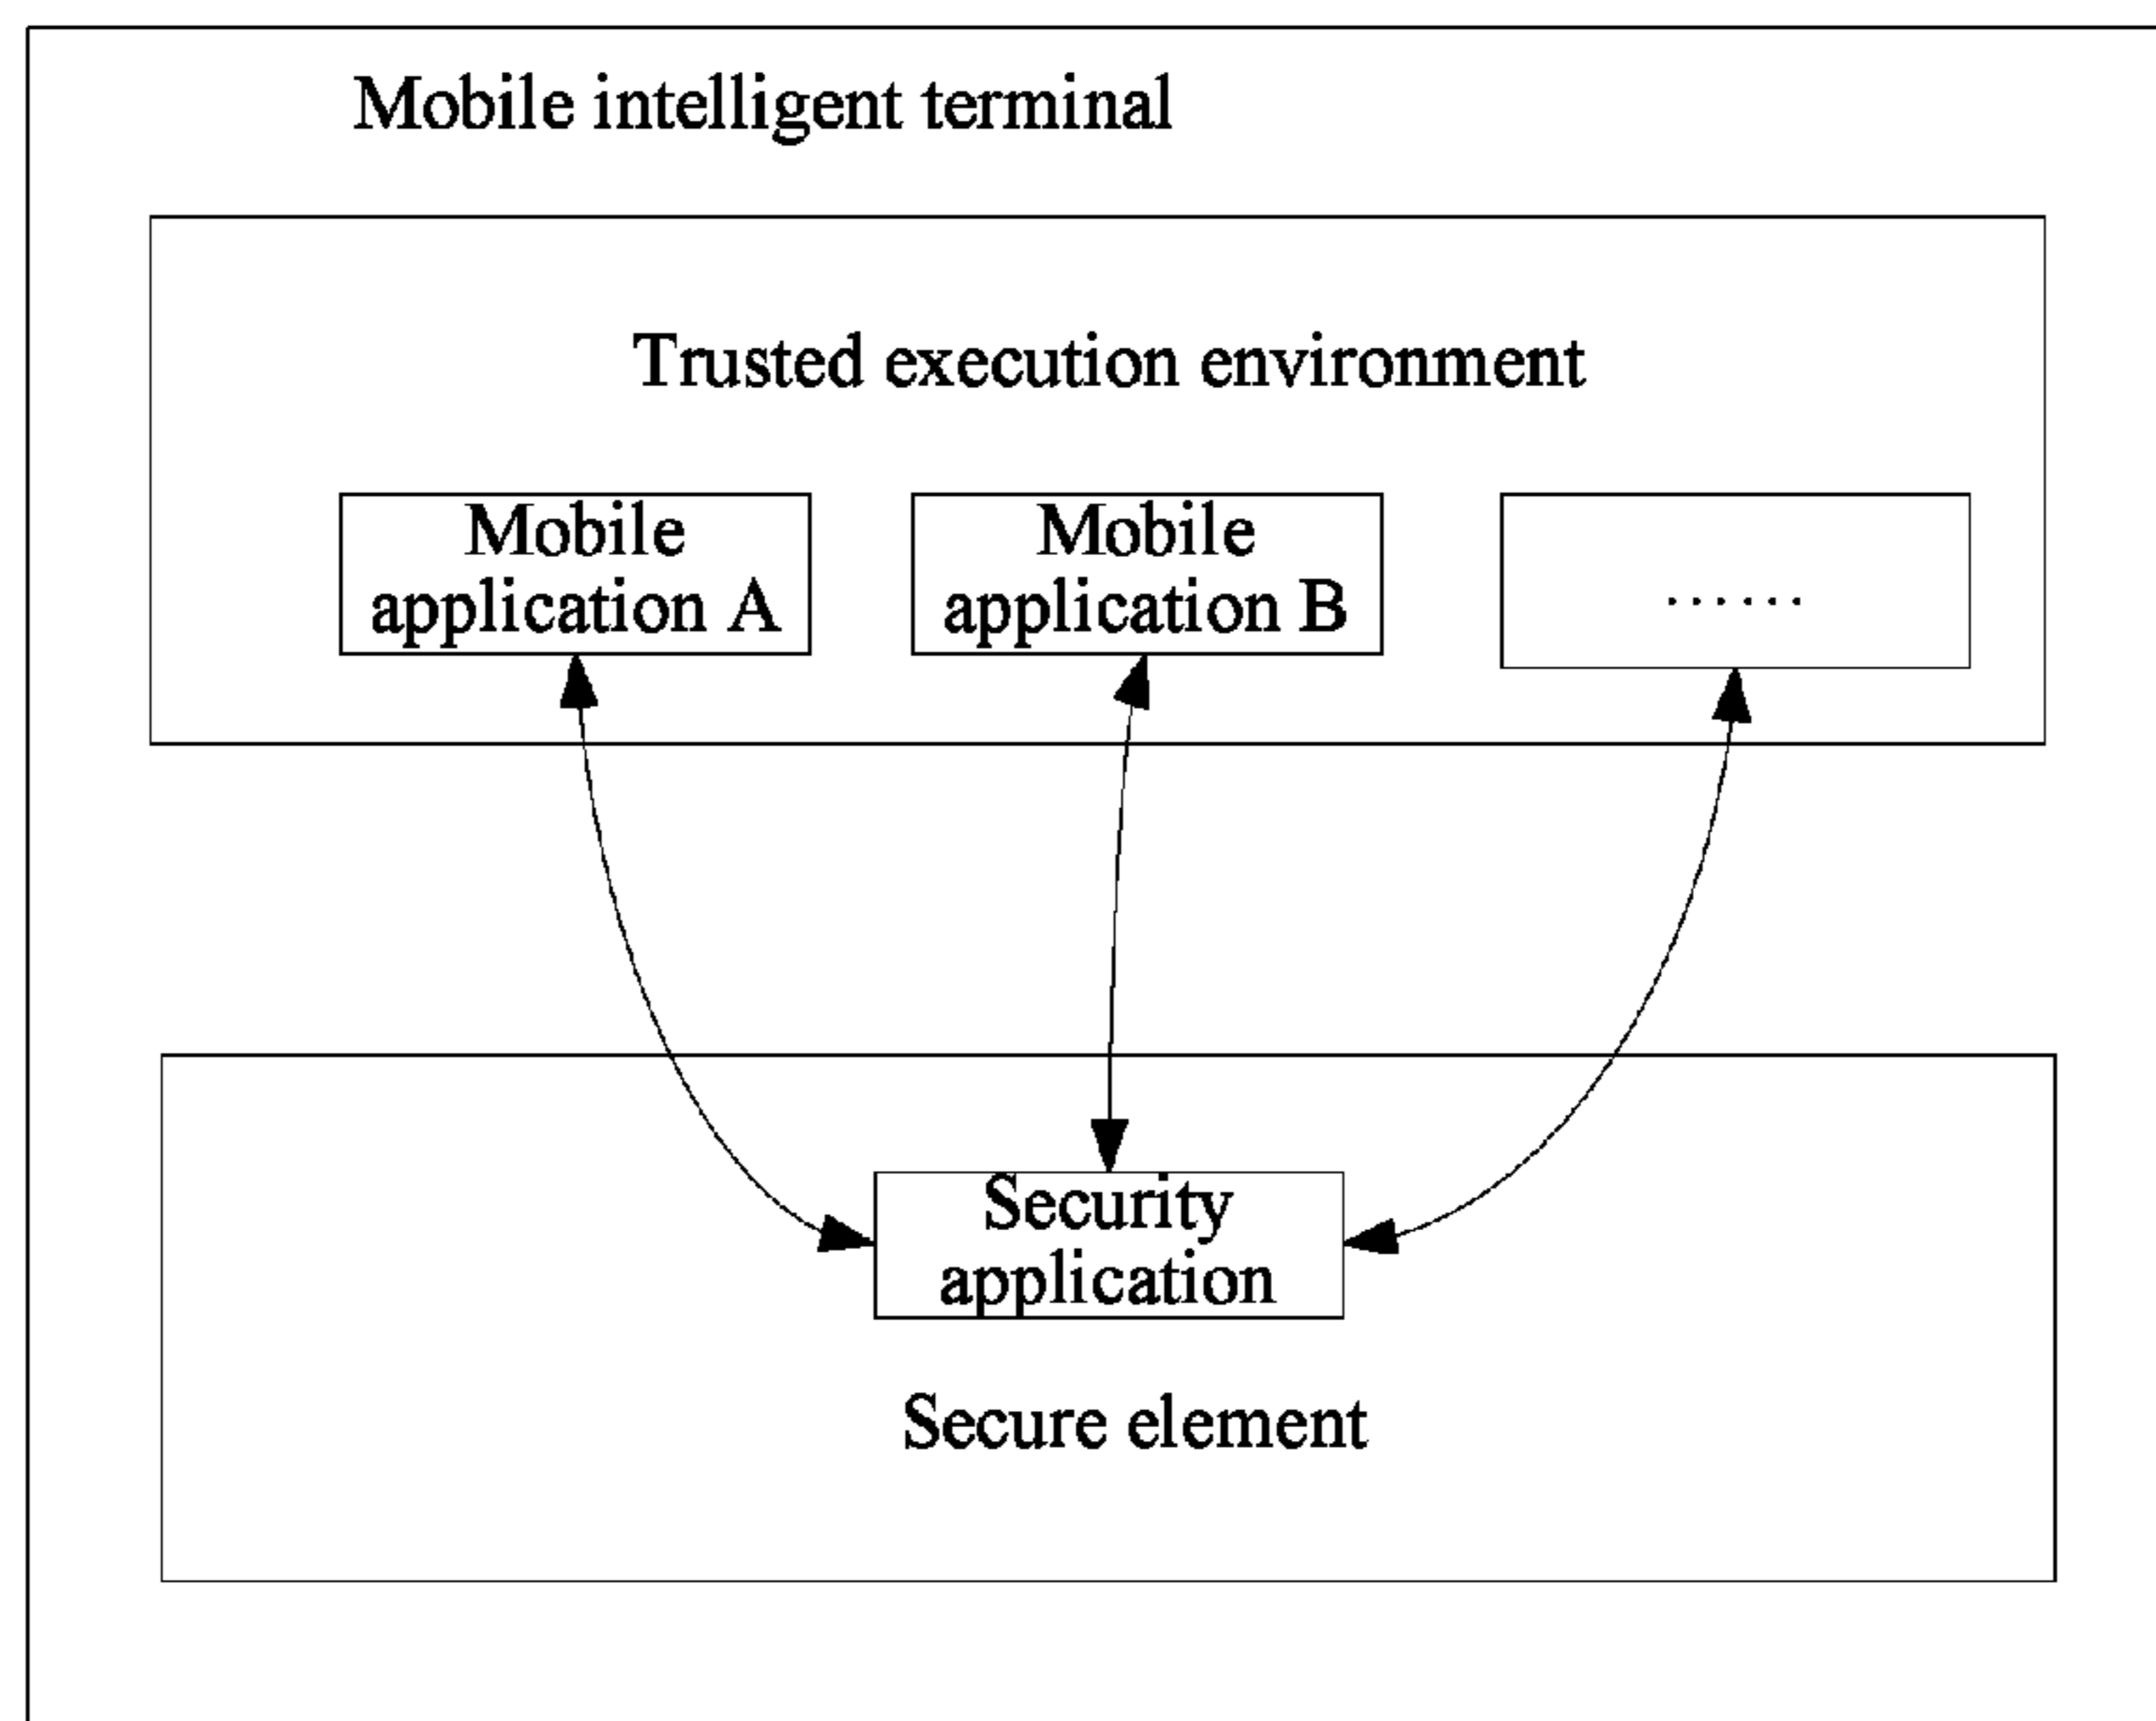 Mobile intelligent terminal
Trusted execution environment
Mobile
application A
Mobile
application B
······
Security
application
Secure element